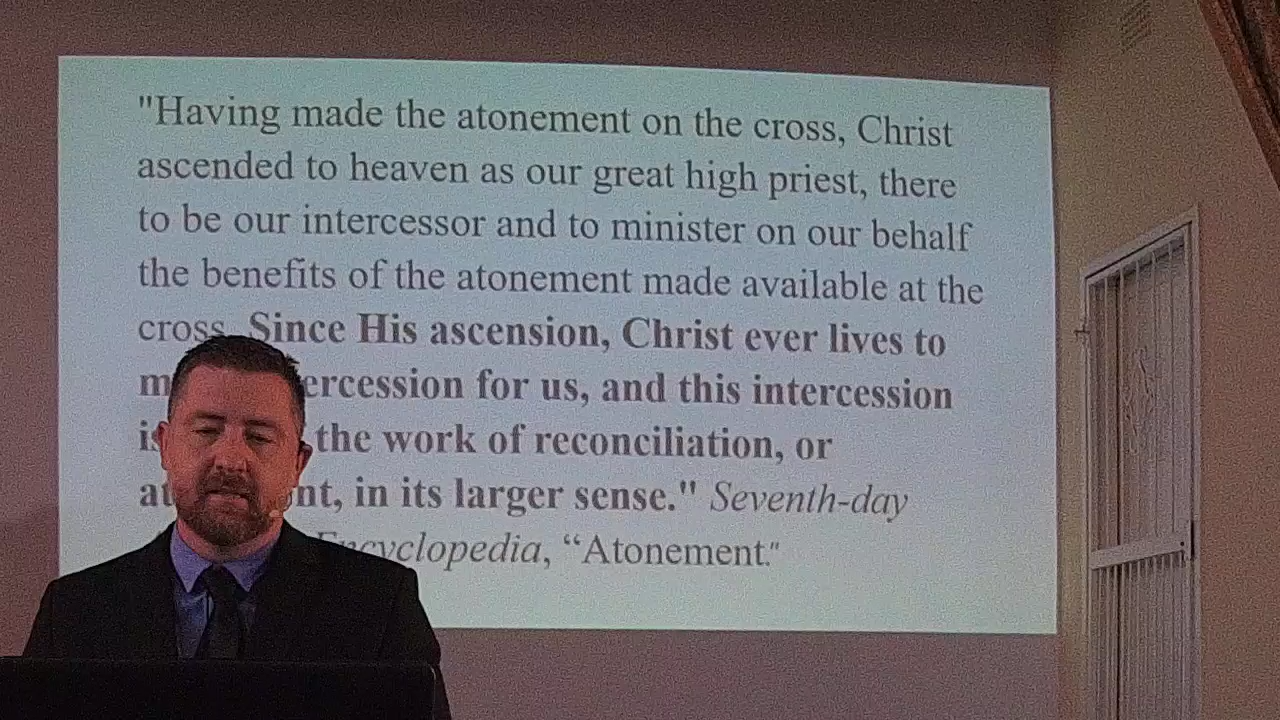 "Having made the atonement on the cross, Christ
ascended to heaven as our great high priest, there
to be our intercessor and to minister on our behalf
the benefits of the atonement made available at the
cross. Since His ascension, Christ ever lives to
ercession for us, and this intercession
the work of reconciliation, or
nt, in its larger sense." Seventh-day
Encyclopedia, “Atonement."